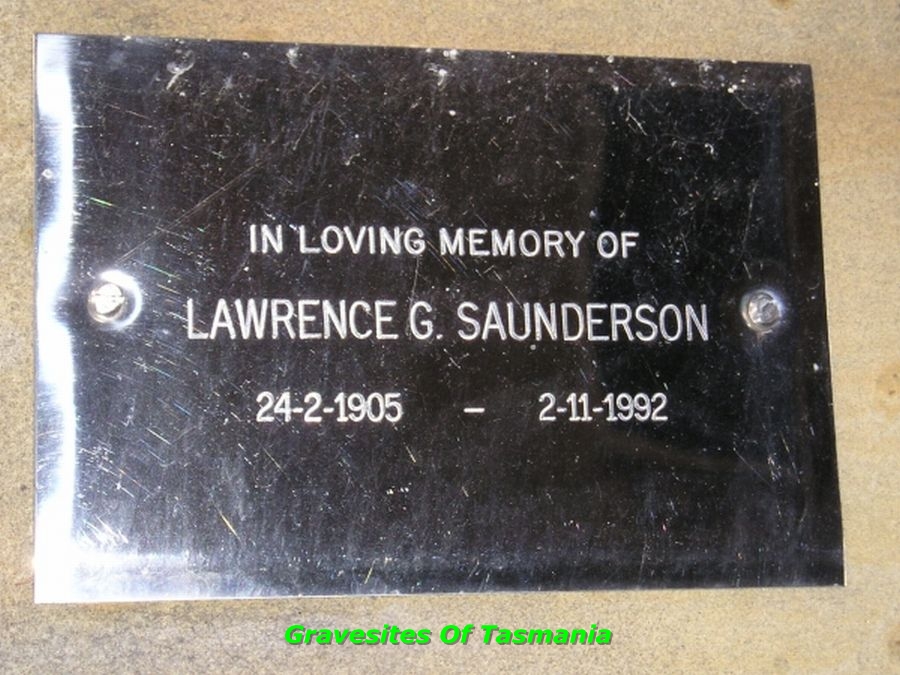 IN LOVING MEMORY OF
LAWRENCE G. SAUNDERSON
24-2-1905 – 2-11-1992
Gravesites Of Tasmania